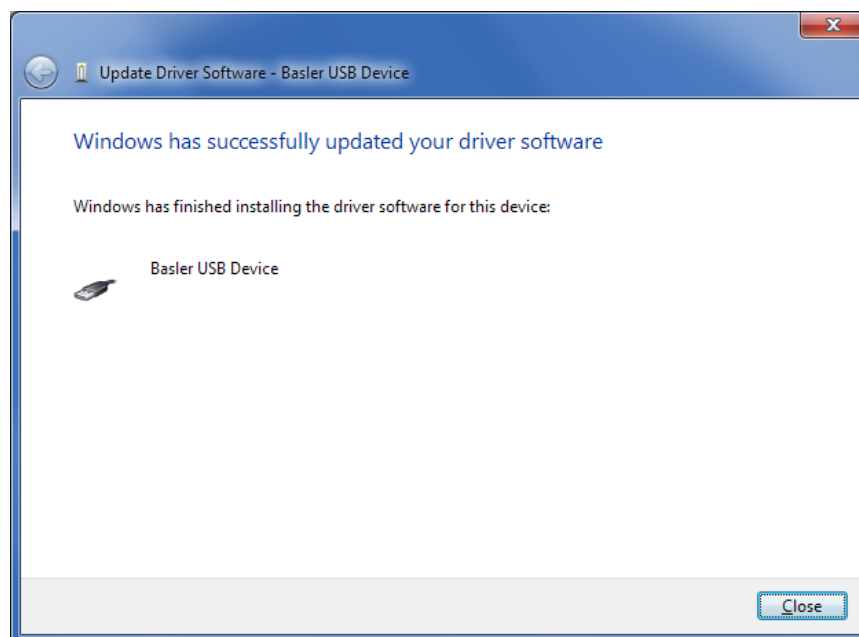 Update Driver Software - Basler USB Device
Windows has successfully updated your driver software
Windows has finished installing the driver software for this device:
Basler USB Device
Close